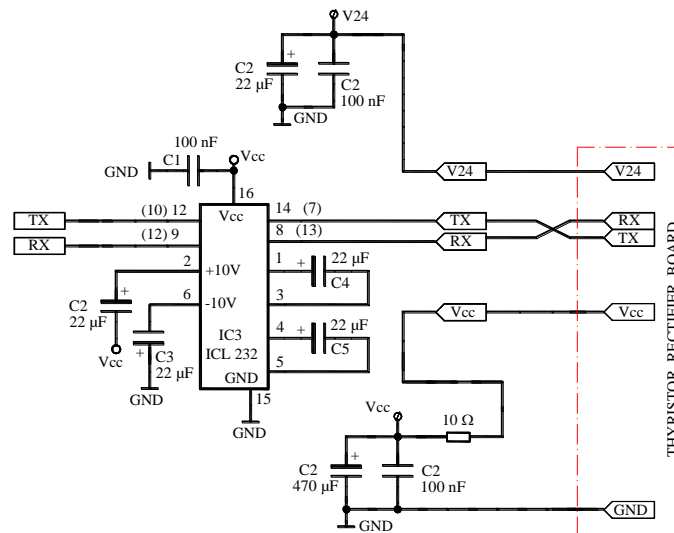 V24
C2
22 µF
+
C2
100 nF
GND
100 nF
C1
GND
Vcc
V24
V24
16
TX
(10) 12
Vcc
14 (7)
TX
RX
RX
(12) 9
8 (13)
RX
TX
2
+10V
1
+
22 µF
C4
6
-10V
3
+
C2
22 µF
Vcc
+
C3
22 µF
GND
IC3
ICL 232
GND
4
+
22 µF
C5
5
15
GND
Vcc
Vcc
Vcc
10 Ω
+
C2
470 µF
C2
100 nF
GND
GND
THYRISTOR RECTIFIER BOARD